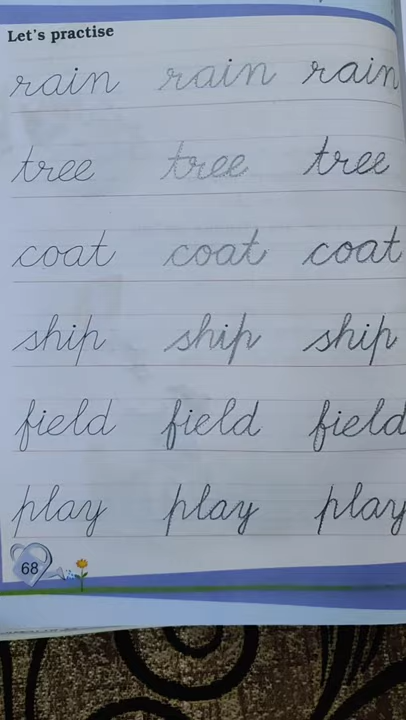 Let's practise
rain rain rain
tree tree tree
coat coat coat
ship ship ship
field field field
play play play
68